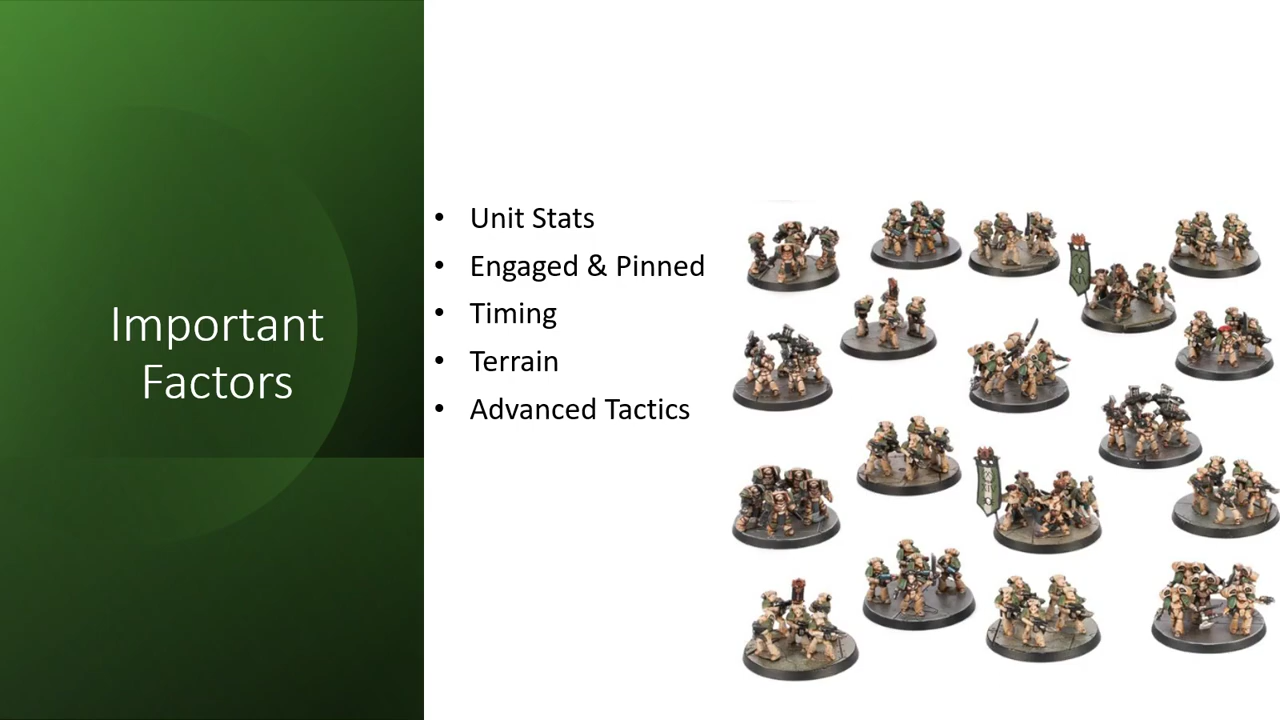 Important
Factors
• Unit Stats
• Engaged & Pinned
• Timing
• Terrain
• Advanced Tactics